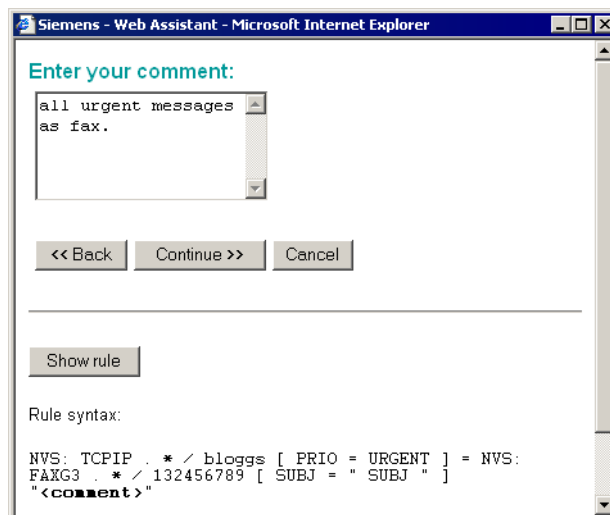 Siemens - Web Assistant - Microsoft Internet Explorer
Enter your comment:
all urgent messages
as fax.
<< Back
Continue >>
Cancel
Show rule
Rule syntax:
NVS: TCPIP . * / bloggs [ PRIO = URGENT ] = NVS:
FAXG3 . * / 132456789 [ SUBJ = " SUBJ " ]
"<comment>"